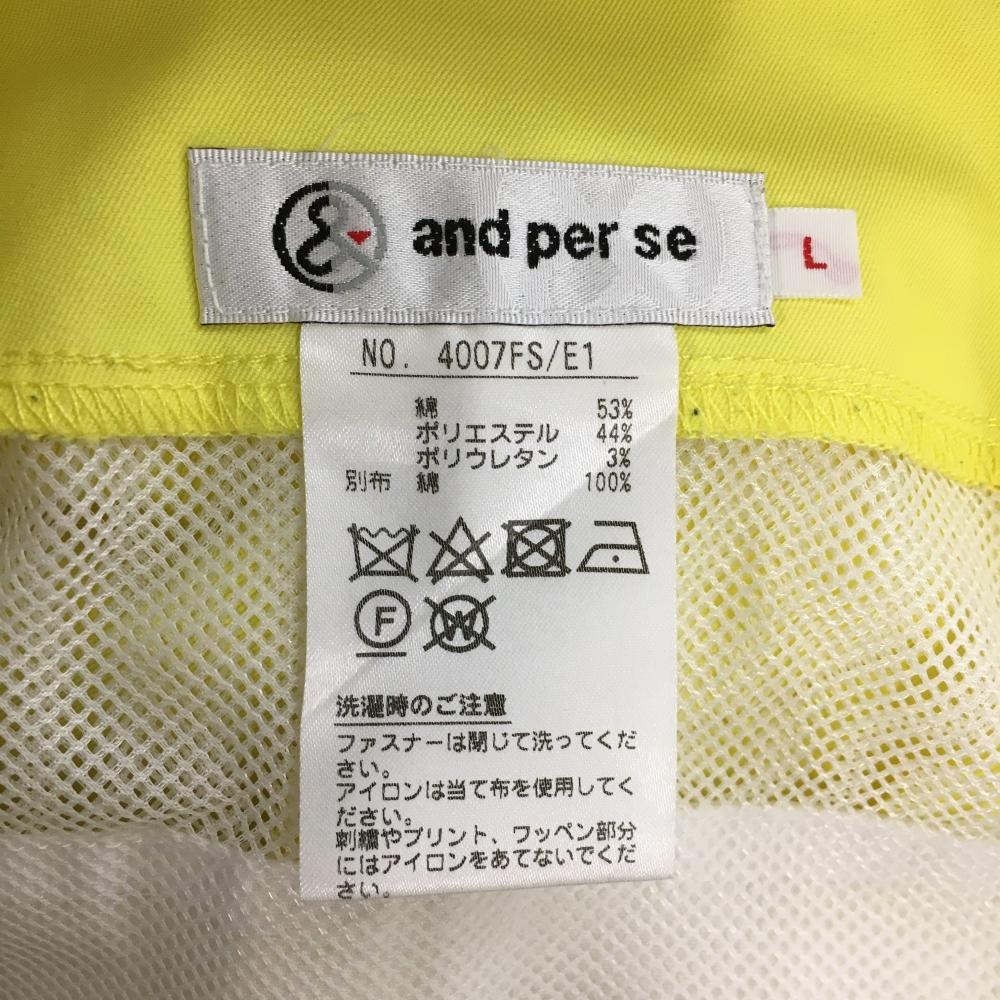 and per se
L
NO. 4007FS/E1
綿 53%
ポリエステル 44%
ポリウレタン 3%
別布 綿 100%
F
W
洗濯時のご注意
ファスナーは閉じて洗ってくだ
さい。
アイロンは当て布を使用してく
ださい。
刺繍やプリント、ワッペン部分
にはアイロンをあてないでくだ
さい。